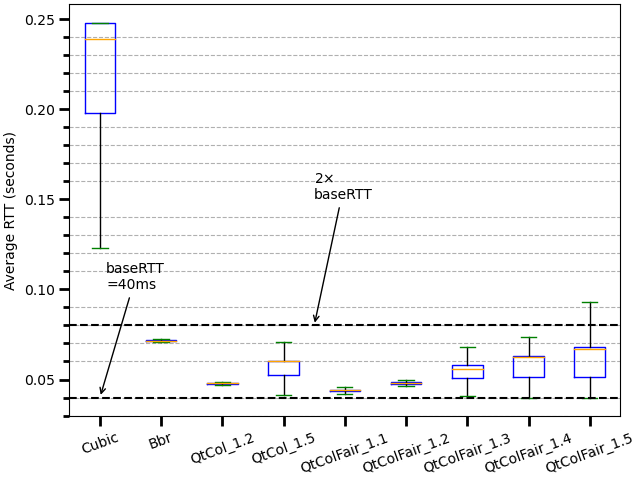 0.25
0.20
0.15
0.10
0.05
Average RTT (seconds)
2×
baseRTT
baseRTT
=40ms
Cubic
Bbr
QtCol_1.2
QtCol_1.5
QtColFair_1.1
QtColFair_1.2
QtColFair_1.3
QtColFair_1.4
QtColFair_1.5